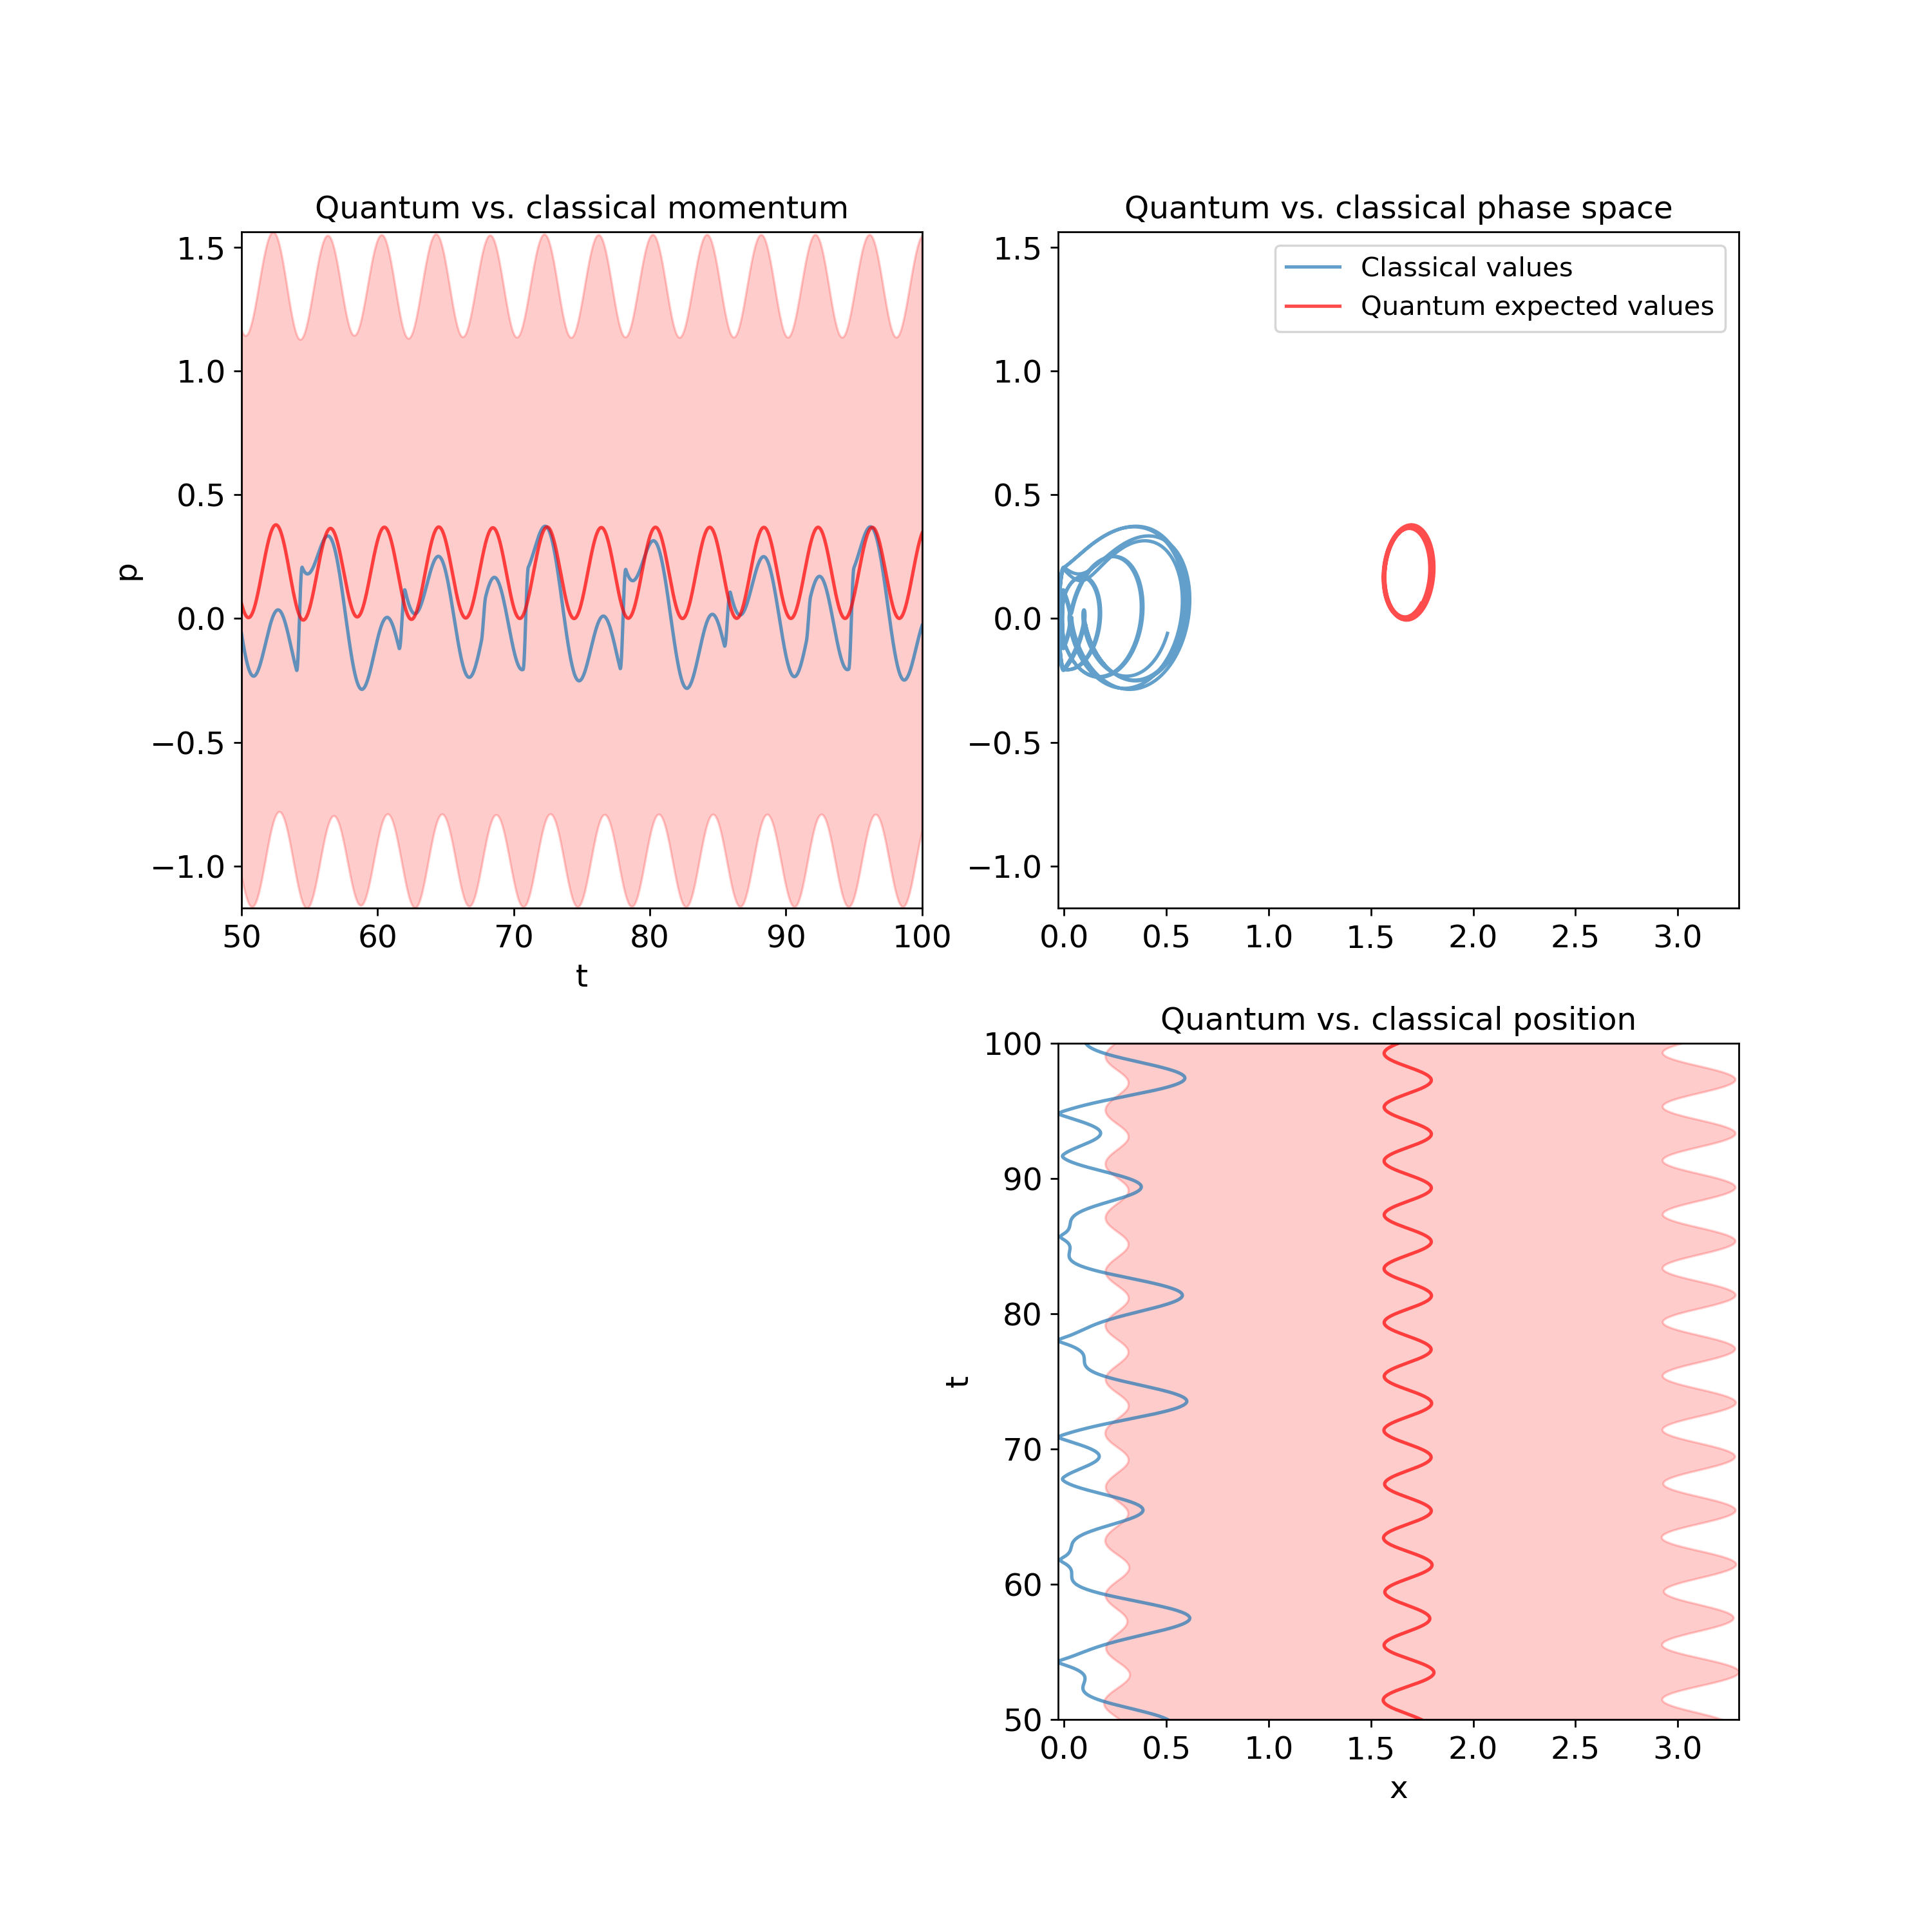 Quantum vs. classical momentum
1.5
1.0
0.5
0.0
−0.5
−1.0
p
50 60 70 80 90 100
t
Quantum vs. classical phase space
Classical values
Quantum expected values
1.5
1.0
0.5
0.0
−0.5
−1.0
0.0 0.5 1.0 1.5 2.0 2.5 3.0
Quantum vs. classical position
100
90
80
70
60
50
t
0.0 0.5 1.0 1.5 2.0 2.5 3.0
x